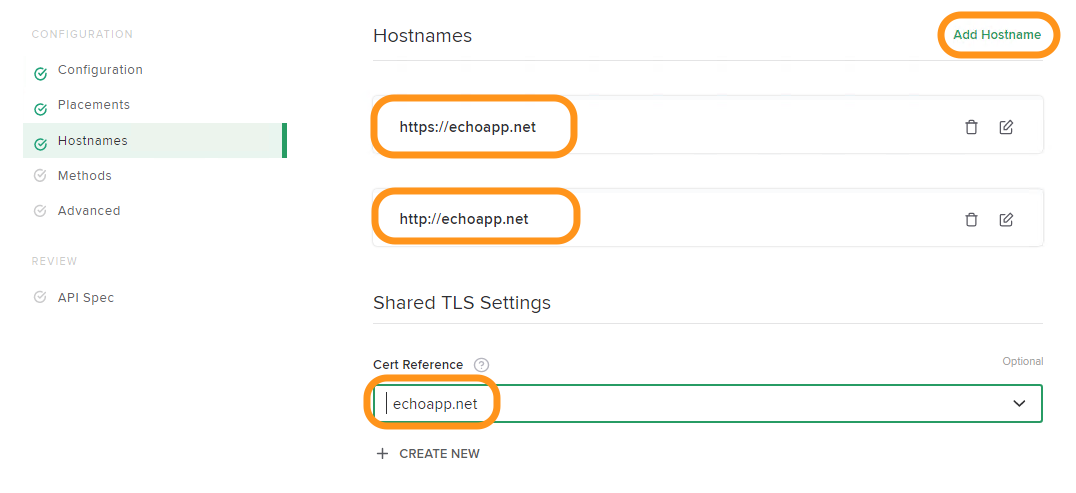 CONFIGURATION
Configuration
Placements
Hostnames
Methods
Advanced
REVIEW
API Spec
Hostnames
Add Hostname
https://echoapp.net
http://echoapp.net
Shared TLS Settings
Cert Reference ?
Optional
echoapp.net
+ CREATE NEW